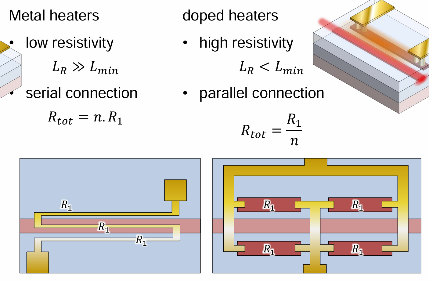 Metal heaters
• low resistivity
L_R ≫ L_min
• serial connection
R_tot = n. R_1
doped heaters
• high resistivity
L_R < L_min
• parallel connection
R_tot = R_1 / n
R_1
R_1
R_1
R_1 R_1
R_1 R_1